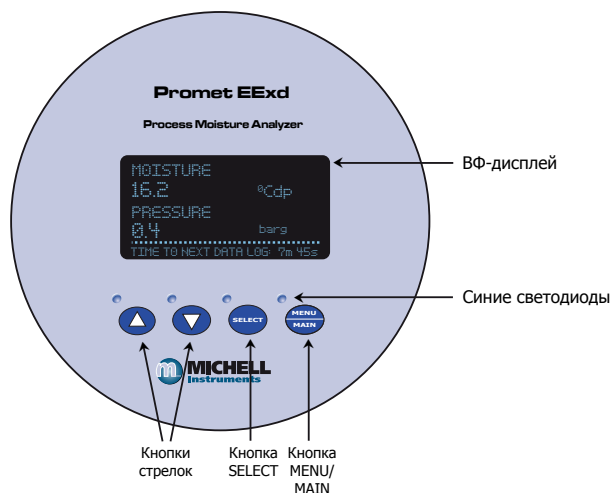 Promet EExd
Process Moisture Analyzer
MOISTURE
16.2 °Cdp
PRESSURE
0.4 barg
TIME TO NEXT DATA LOG: 7m 45s
ВФ-дисплей
Синие светодиоды
SELECT
MENU
MAIN
m
MICHELL
Instruments
Кнопки
стрелок
Кнопка
SELECT
Кнопка
MENU/
MAIN